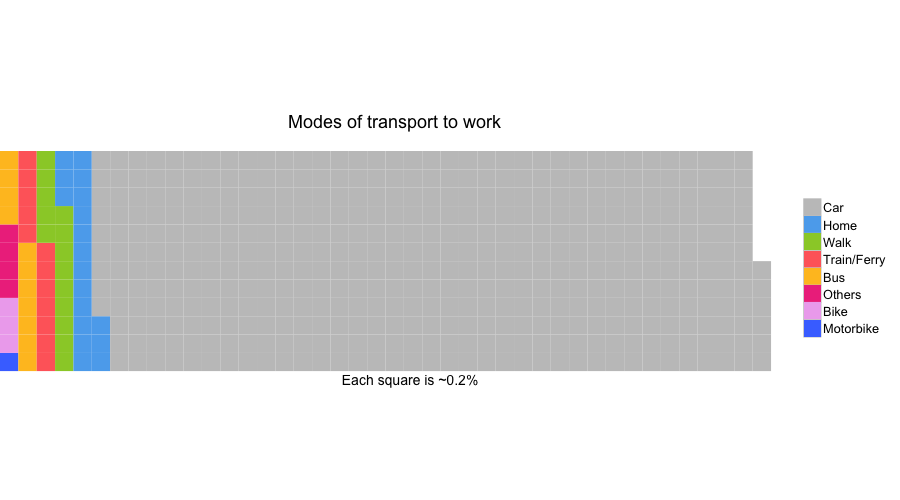 Modes of transport to work
Car
Home
Walk
Train/Ferry
Bus
Others
Bike
Motorbike
Each square is ~0.2%